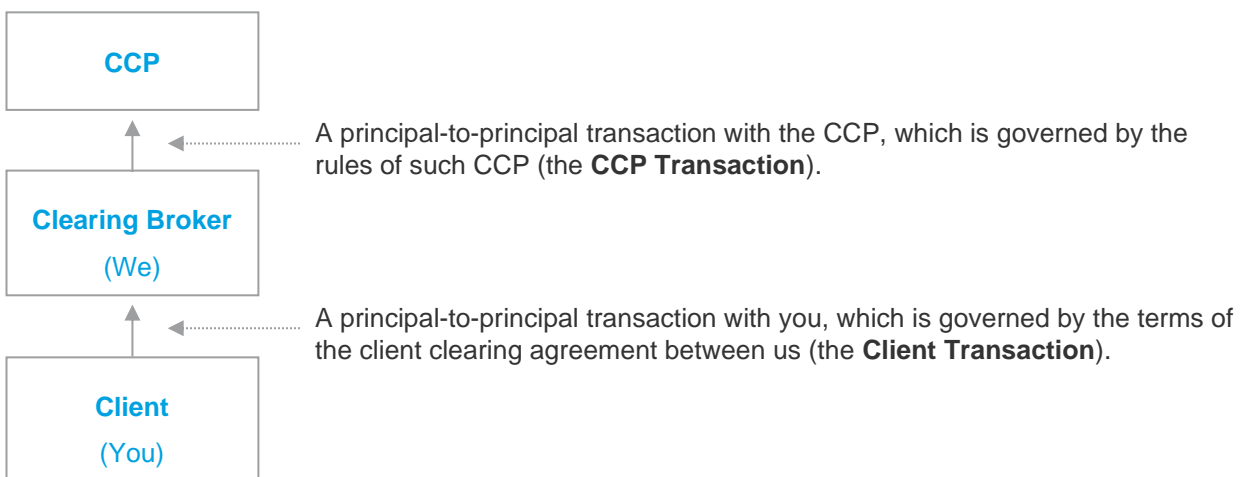 CCP
A principal-to-principal transaction with the CCP, which is governed by the
rules of such CCP (the CCP Transaction).
Clearing Broker
(We)
A principal-to-principal transaction with you, which is governed by the terms of
the client clearing agreement between us (the Client Transaction).
Client
(You)